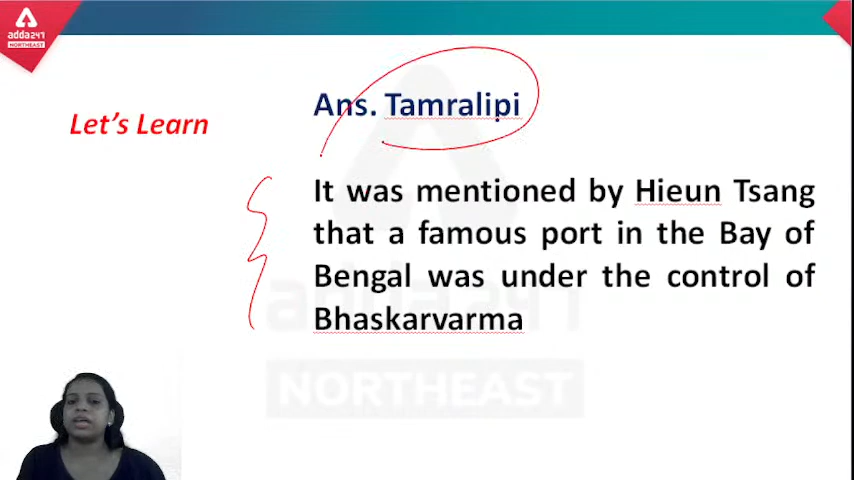 adda247
NORTHEAST
Let's Learn
Ans. Tamralipi
It was mentioned by Hieun Tsang
that a famous port in the Bay of
Bengal was under the control of
Bhaskarvarma
adda247
NORTHEAST